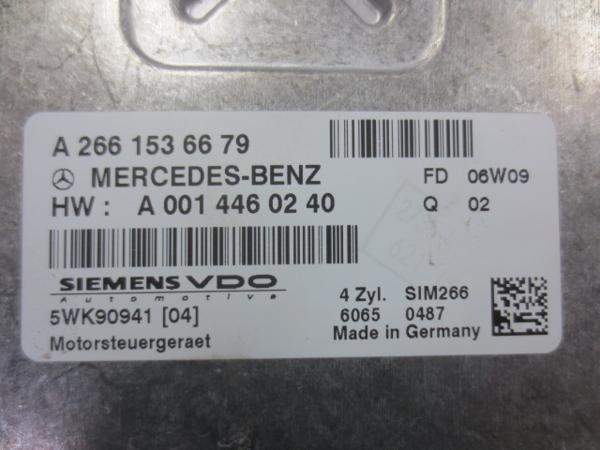 A 266 153 66 79
MERCEDES-BENZ
FD 06W09
HW : A 001 446 02 40
Q 02
SIEMENS VDO
Automotive
4 Zyl. SIM266
5WK90941 [04]
6065 0487
Motorsteuergeraet
Made in Germany